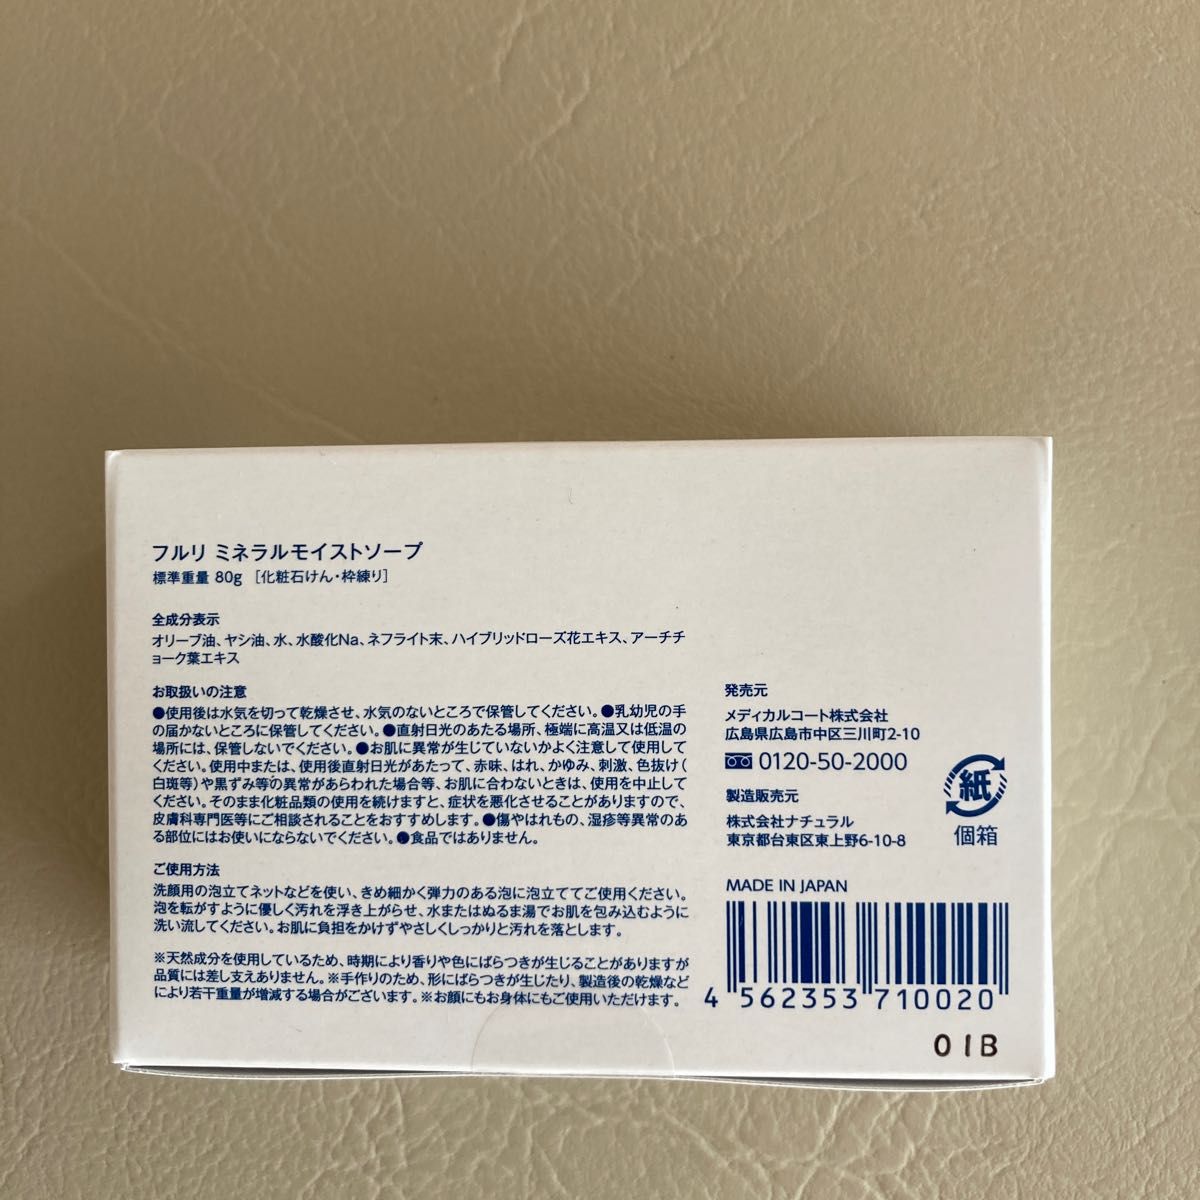 フルリ ミネラルモイストソープ
標準重量 80g ［化粧石けん・枠練り］
全成分表示
オリーブ油、ヤシ油、水、水酸化Na、ネフライト末、ハイブリッドローズ花エキス、アーチチ
ョーク葉エキス
お取扱いの注意
●使用後は水気を切って乾燥させ、水気のないところで保管してください。●乳幼児の手
の届かないところに保管してください。●直射日光のあたる場所、極端に高温又は低温の
場所には、保管しないでください。●お肌に異常が生じていないかよく注意して使用して
ください。使用中または、使用後直射日光があたって、赤味、はれ、かゆみ、刺激、色抜け（
白斑等）や黒ずみ等の異常があらわれた場合等、お肌に合わないときは、使用を中止して
ください。そのまま化粧品類の使用を続けますと、症状を悪化させることがありますので、
皮膚科専門医等にご相談されることをおすすめします。●傷やはれもの、湿疹等異常のあ
る部位にはお使いにならないでください。●食品ではありません。
ご使用方法
洗顔用の泡立てネットなどを使い、きめ細かく弾力のある泡に泡立ててご使用ください。
泡を転がすように優しく汚れを浮き上がらせ、水またはぬるま湯でお肌を包み込むように
洗い流してください。お肌に負担をかけずやさしくしっかりと汚れを落とします。
※天然成分を使用しているため、時期により香りや色にばらつきが生じることがありますが
品質には差し支えありません。※手作りのため、形にばらつきが生じたり、製造後の乾燥など
により若干重量が増減する場合がございます。※お顔にもお身体にもご使用いただけます。
発売元
メディカルコート株式会社
広島県広島市中区三川町2-10
0120-50-2000
製造販売元
株式会社ナチュラル
東京都台東区東上野6-10-8
紙
個箱
MADE IN JAPAN
4 562353 710020
01B